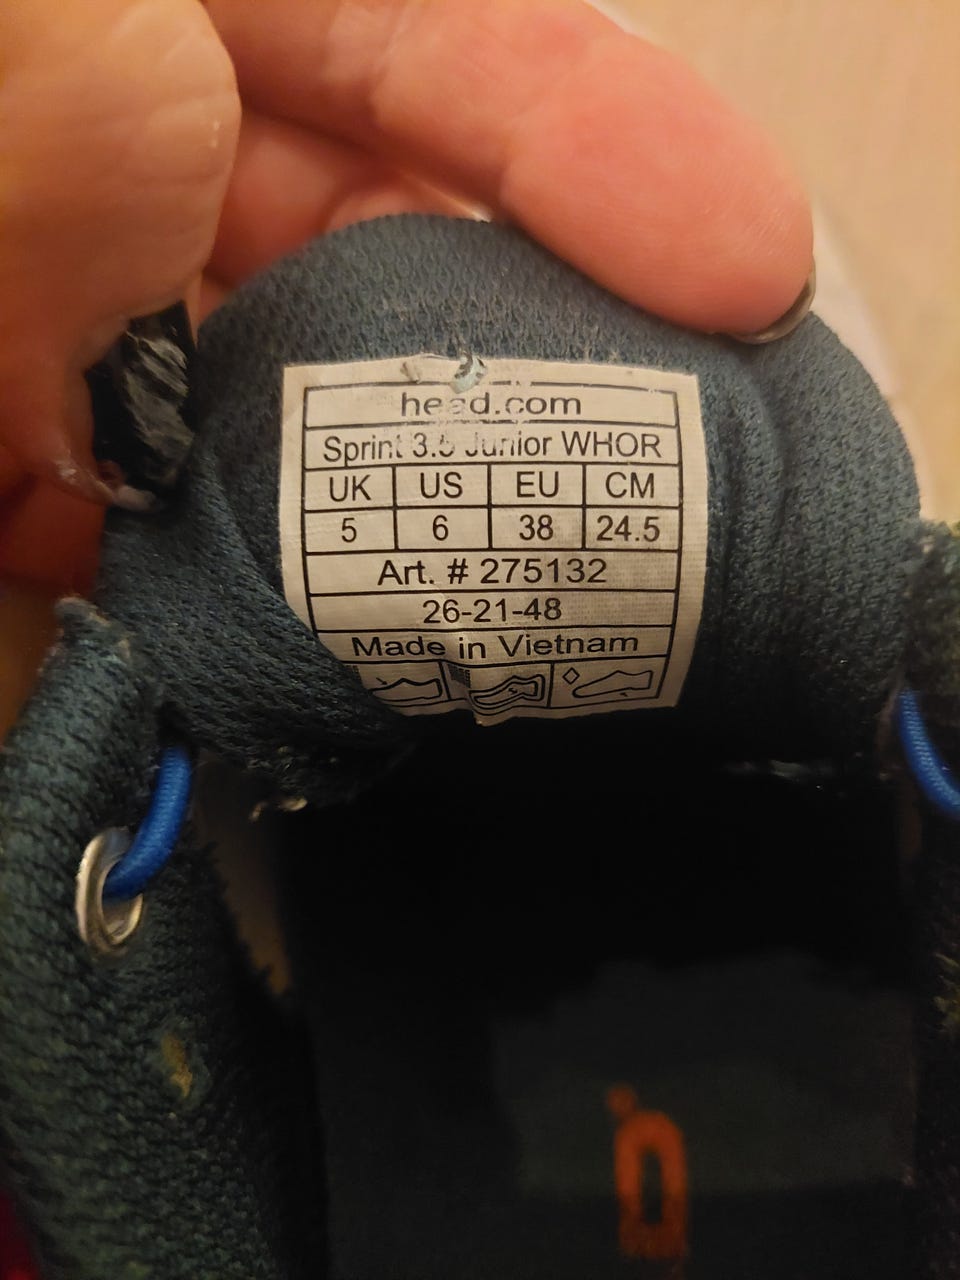 head.com
Sprint 3.5 Junior WHOR
UK US EU CM
5 6 38 24.5
Art. # 275132
26-21-48
Made in Vietnam